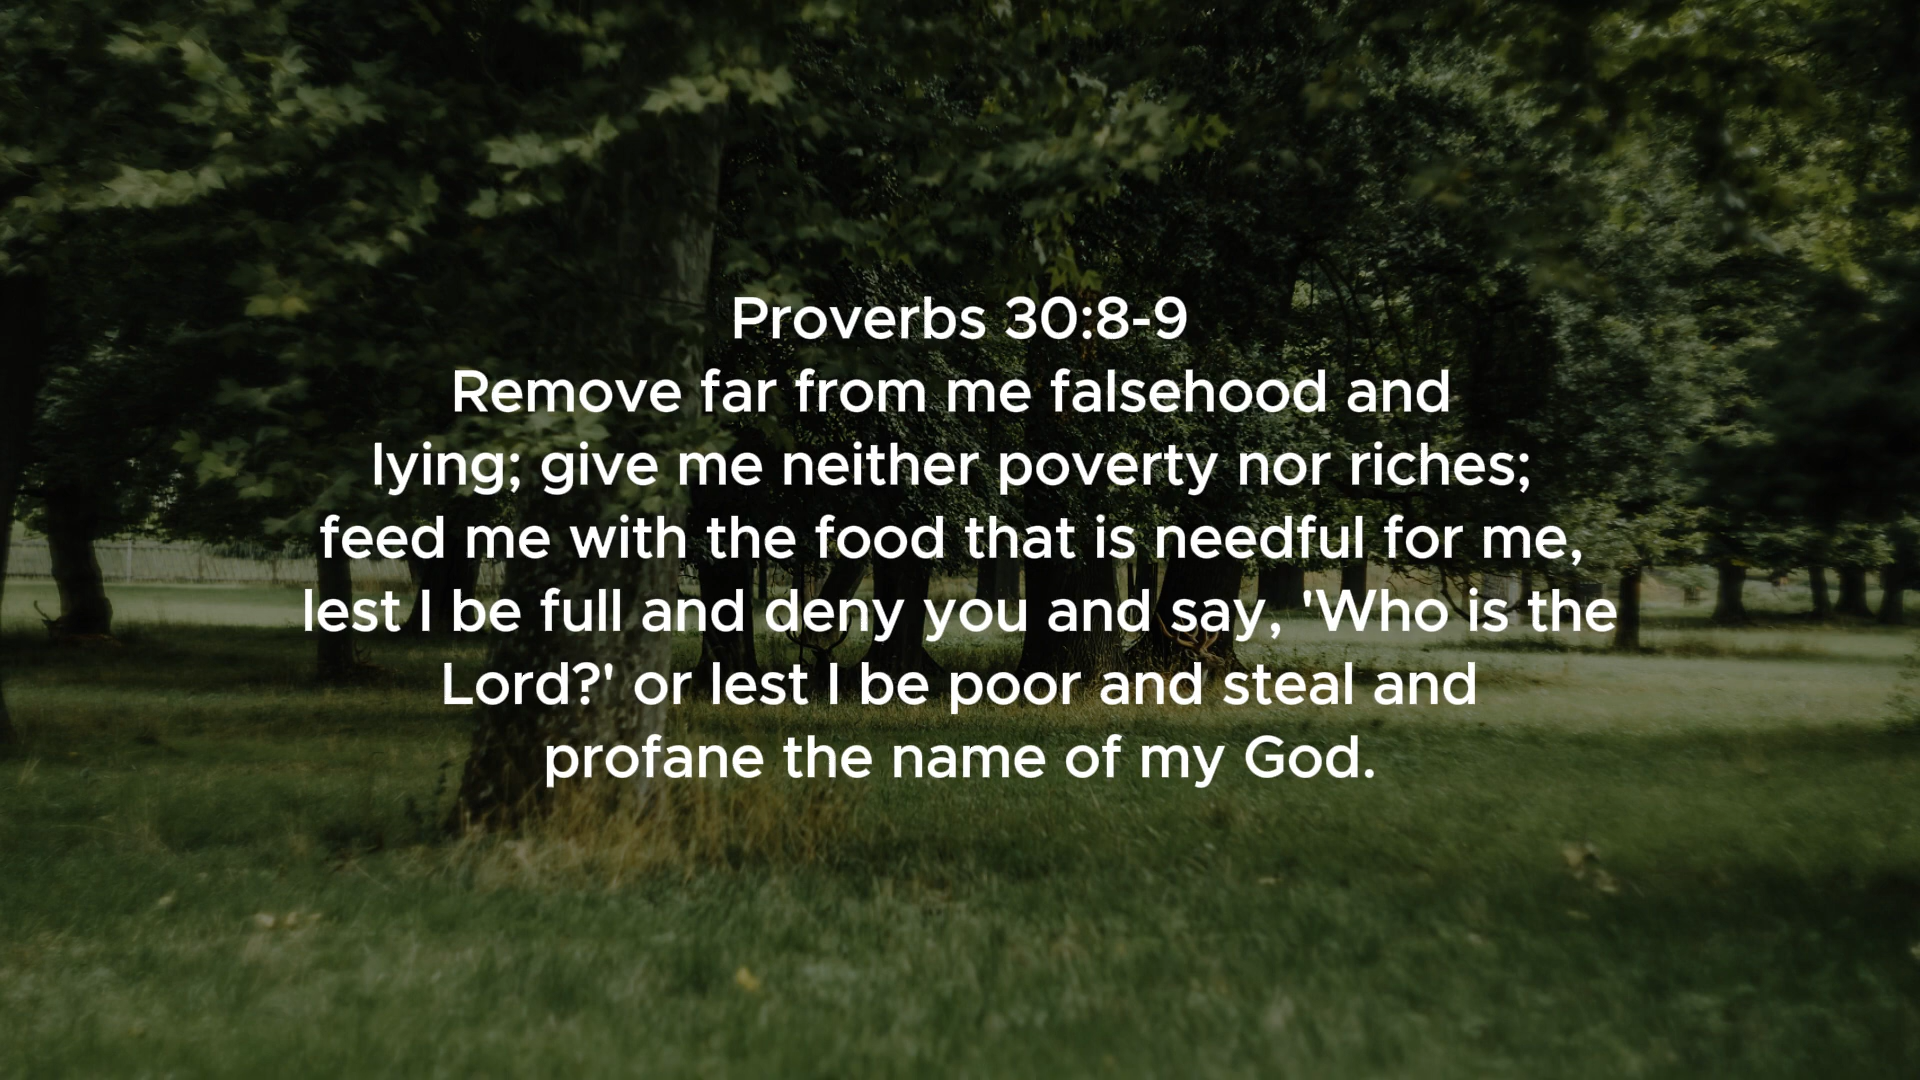 Proverbs 30:8-9
Remove far from me falsehood and
lying; give me neither poverty nor riches;
feed me with the food that is needful for me,
lest I be full and deny you and say, 'Who is the
Lord?' or lest I be poor and steal and
profane the name of my God.